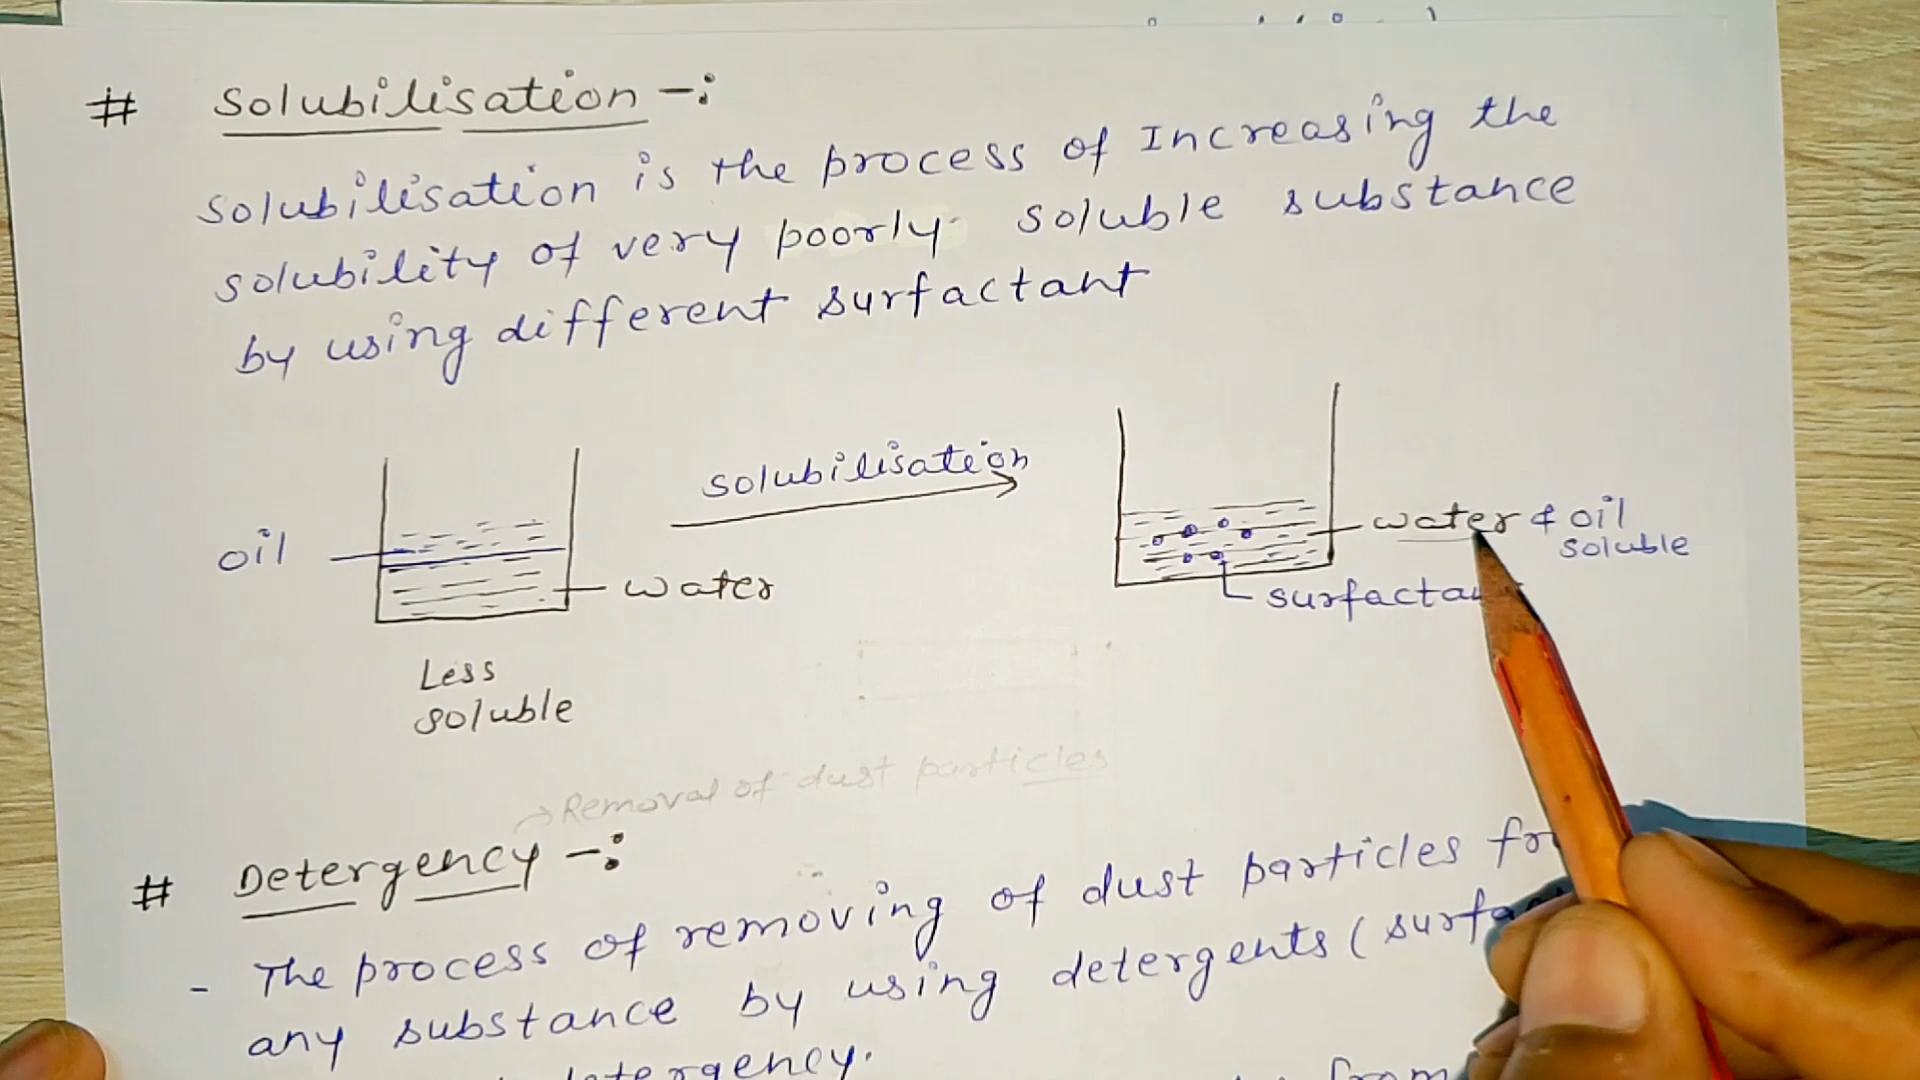 # Solubilisation -:
Solubilisation is the process of Increasing the
solubility of very poorly soluble substance
by using different surfactant
solubilisation
oil
water
Less
soluble
water & oil
soluble
surfacta
→ Removal of dust particles
# Detergency -:
- The process of removing of dust particles
any substance by using detergents (surfa
detergency.
from